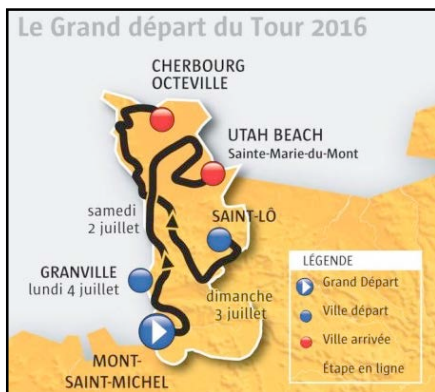 Le Grand départ du Tour 2016
CHERBOURG
OCTEVILLE
UTAH BEACH
Sainte-Marie-du-Mont
samedi
2 juillet
SAINT-LÔ
GRANVILLE
lundi 4 juillet
dimanche
3 juillet
MONT-
SAINT-MICHEL
LÉGENDE
Grand Départ
Ville départ
Ville arrivée
Étape en ligne